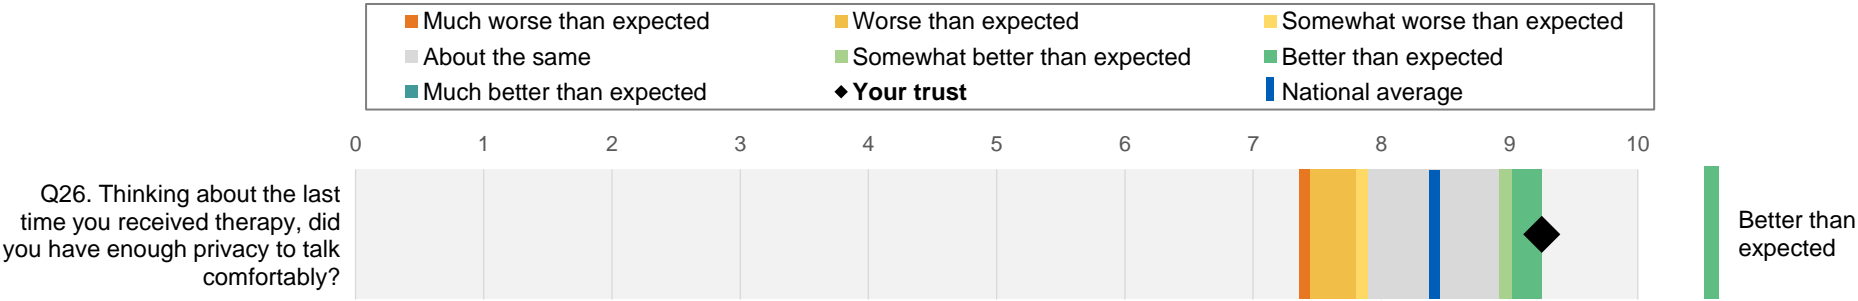 Much worse than expected
Worse than expected
Somewhat worse than expected
About the same
Somewhat better than expected
Better than expected
Much better than expected
Your trust
National average
0 1 2 3 4 5 6 7 8 9 10
Q26. Thinking about the last
time you received therapy, did
you have enough privacy to talk
comfortably?
Better than
expected